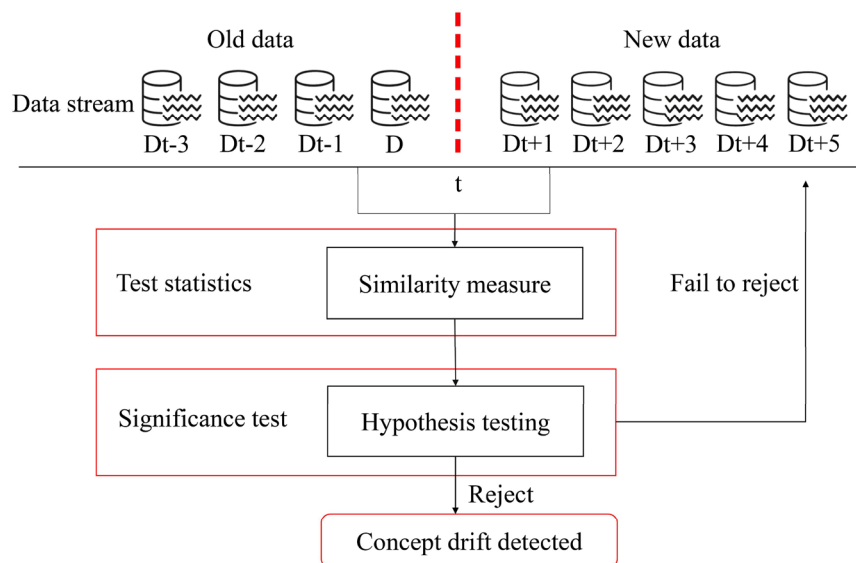 Old data
New data
Data stream
Dt-3 Dt-2 Dt-1 D Dt+1 Dt+2 Dt+3 Dt+4 Dt+5
t
Test statistics
Similarity measure
Fail to reject
Significance test
Hypothesis testing
Reject
Concept drift detected